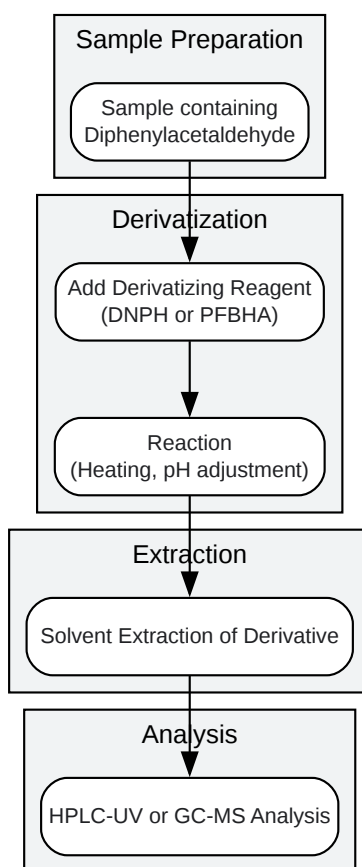 Sample Preparation
Sample containing
Diphenylacetaldehyde
Derivatization
Add Derivatizing Reagent
(DNPH or PFBHA)
Reaction
(Heating, pH adjustment)
Extraction
Solvent Extraction of Derivative
Analysis
HPLC-UV or GC-MS Analysis